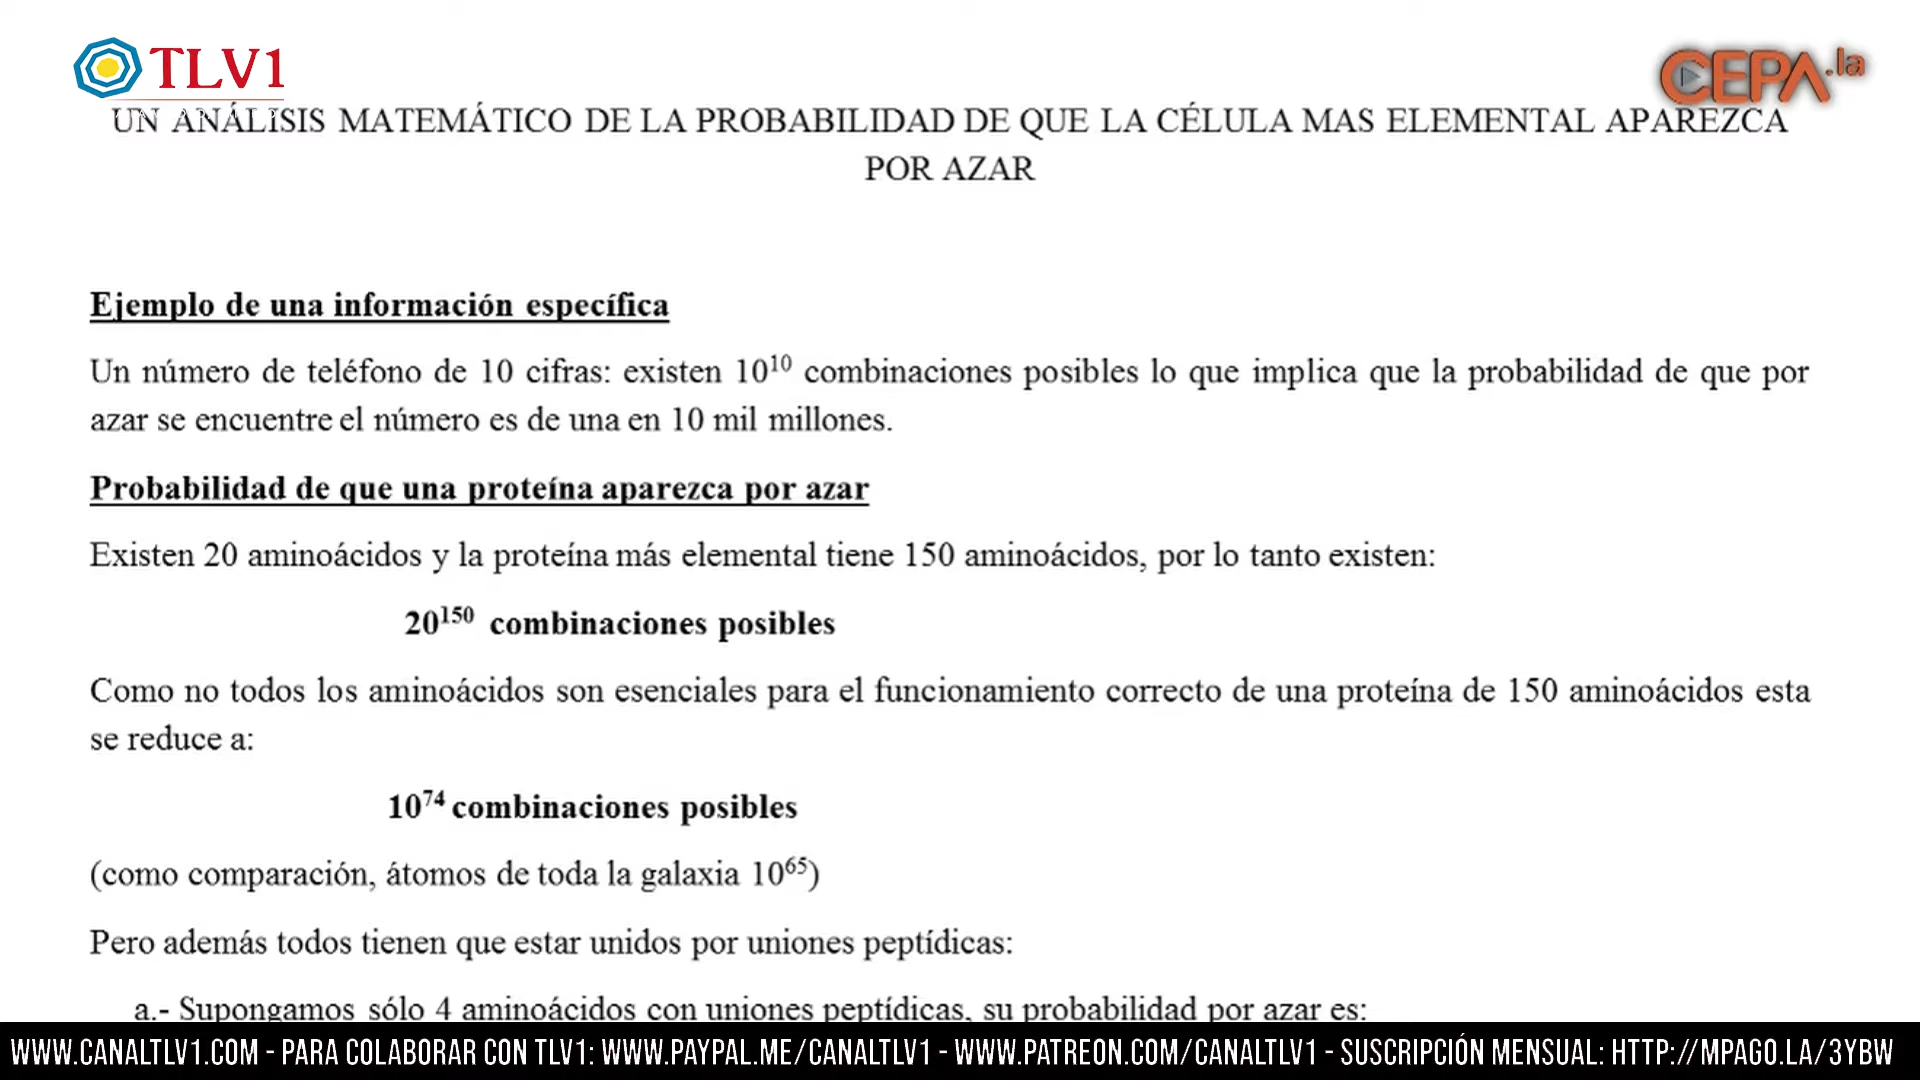 TLV1
CEPA.la
UN ANÁLISIS MATEMÁTICO DE LA PROBABILIDAD DE QUE LA CÉLULA MAS ELEMENTAL APAREZCA
POR AZAR
Ejemplo de una información específica
Un número de teléfono de 10 cifras: existen 10¹⁰ combinaciones posibles lo que implica que la probabilidad de que por
azar se encuentre el número es de una en 10 mil millones.
Probabilidad de que una proteína aparezca por azar
Existen 20 aminoácidos y la proteína más elemental tiene 150 aminoácidos, por lo tanto existen:
20¹⁵⁰ combinaciones posibles
Como no todos los aminoácidos son esenciales para el funcionamiento correcto de una proteína de 150 aminoácidos esta
se reduce a:
10⁷⁴ combinaciones posibles
(como comparación, átomos de toda la galaxia 10⁶⁵)
Pero además todos tienen que estar unidos por uniones peptídicas:
a.- Supongamos sólo 4 aminoácidos con uniones peptídicas, su probabilidad por azar es:
WWW.CANALTLV1.COM - PARA COLABORAR CON TLV1: WWW.PAYPAL.ME/CANALTLV1 - WWW.PATREON.COM/CANALTLV1 - SUSCRIPCIÓN MENSUAL: HTTP://MPAGO.LA/3YBW